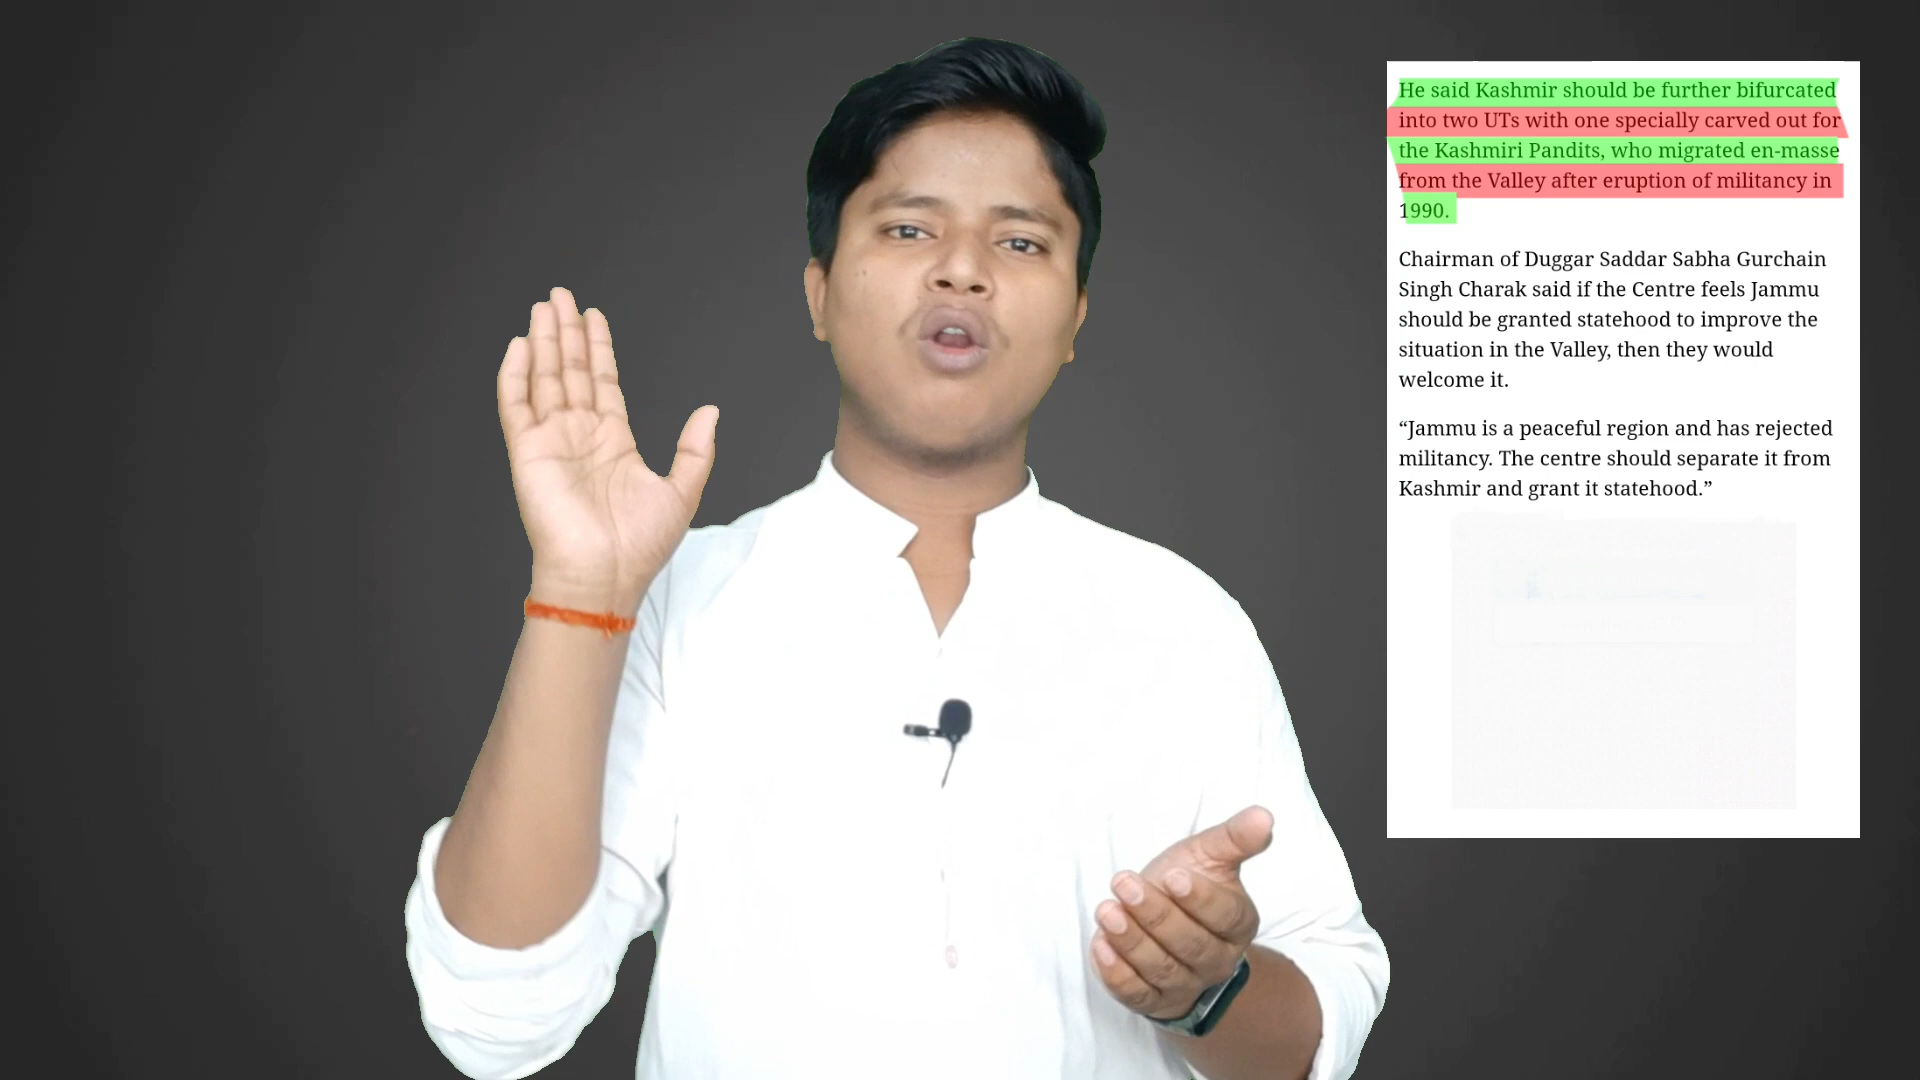 He said Kashmir should be further bifurcated
into two UTs with one specially carved out for
the Kashmiri Pandits, who migrated en-masse
from the Valley after eruption of militancy in
1990.
Chairman of Duggar Saddar Sabha Gurchain
Singh Charak said if the Centre feels Jammu
should be granted statehood to improve the
situation in the Valley, then they would
welcome it.
“Jammu is a peaceful region and has rejected
militancy. The centre should separate it from
Kashmir and grant it statehood.”